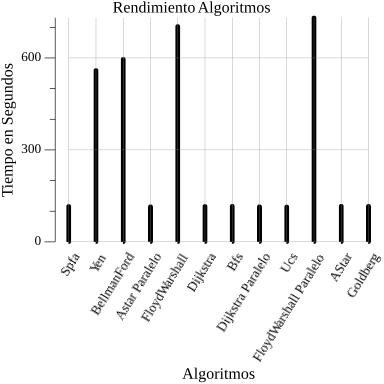 Rendimiento Algoritmos
Tiempo en Segundos
600
300
0
Spfa
Yen
BellmanFord
Astar Paralelo
FloydWarshall
Dijkstra
Bfs
Dijkstra Paralelo
Ucs
FloydWarshall Paralelo
AStar
Goldberg
Algoritmos